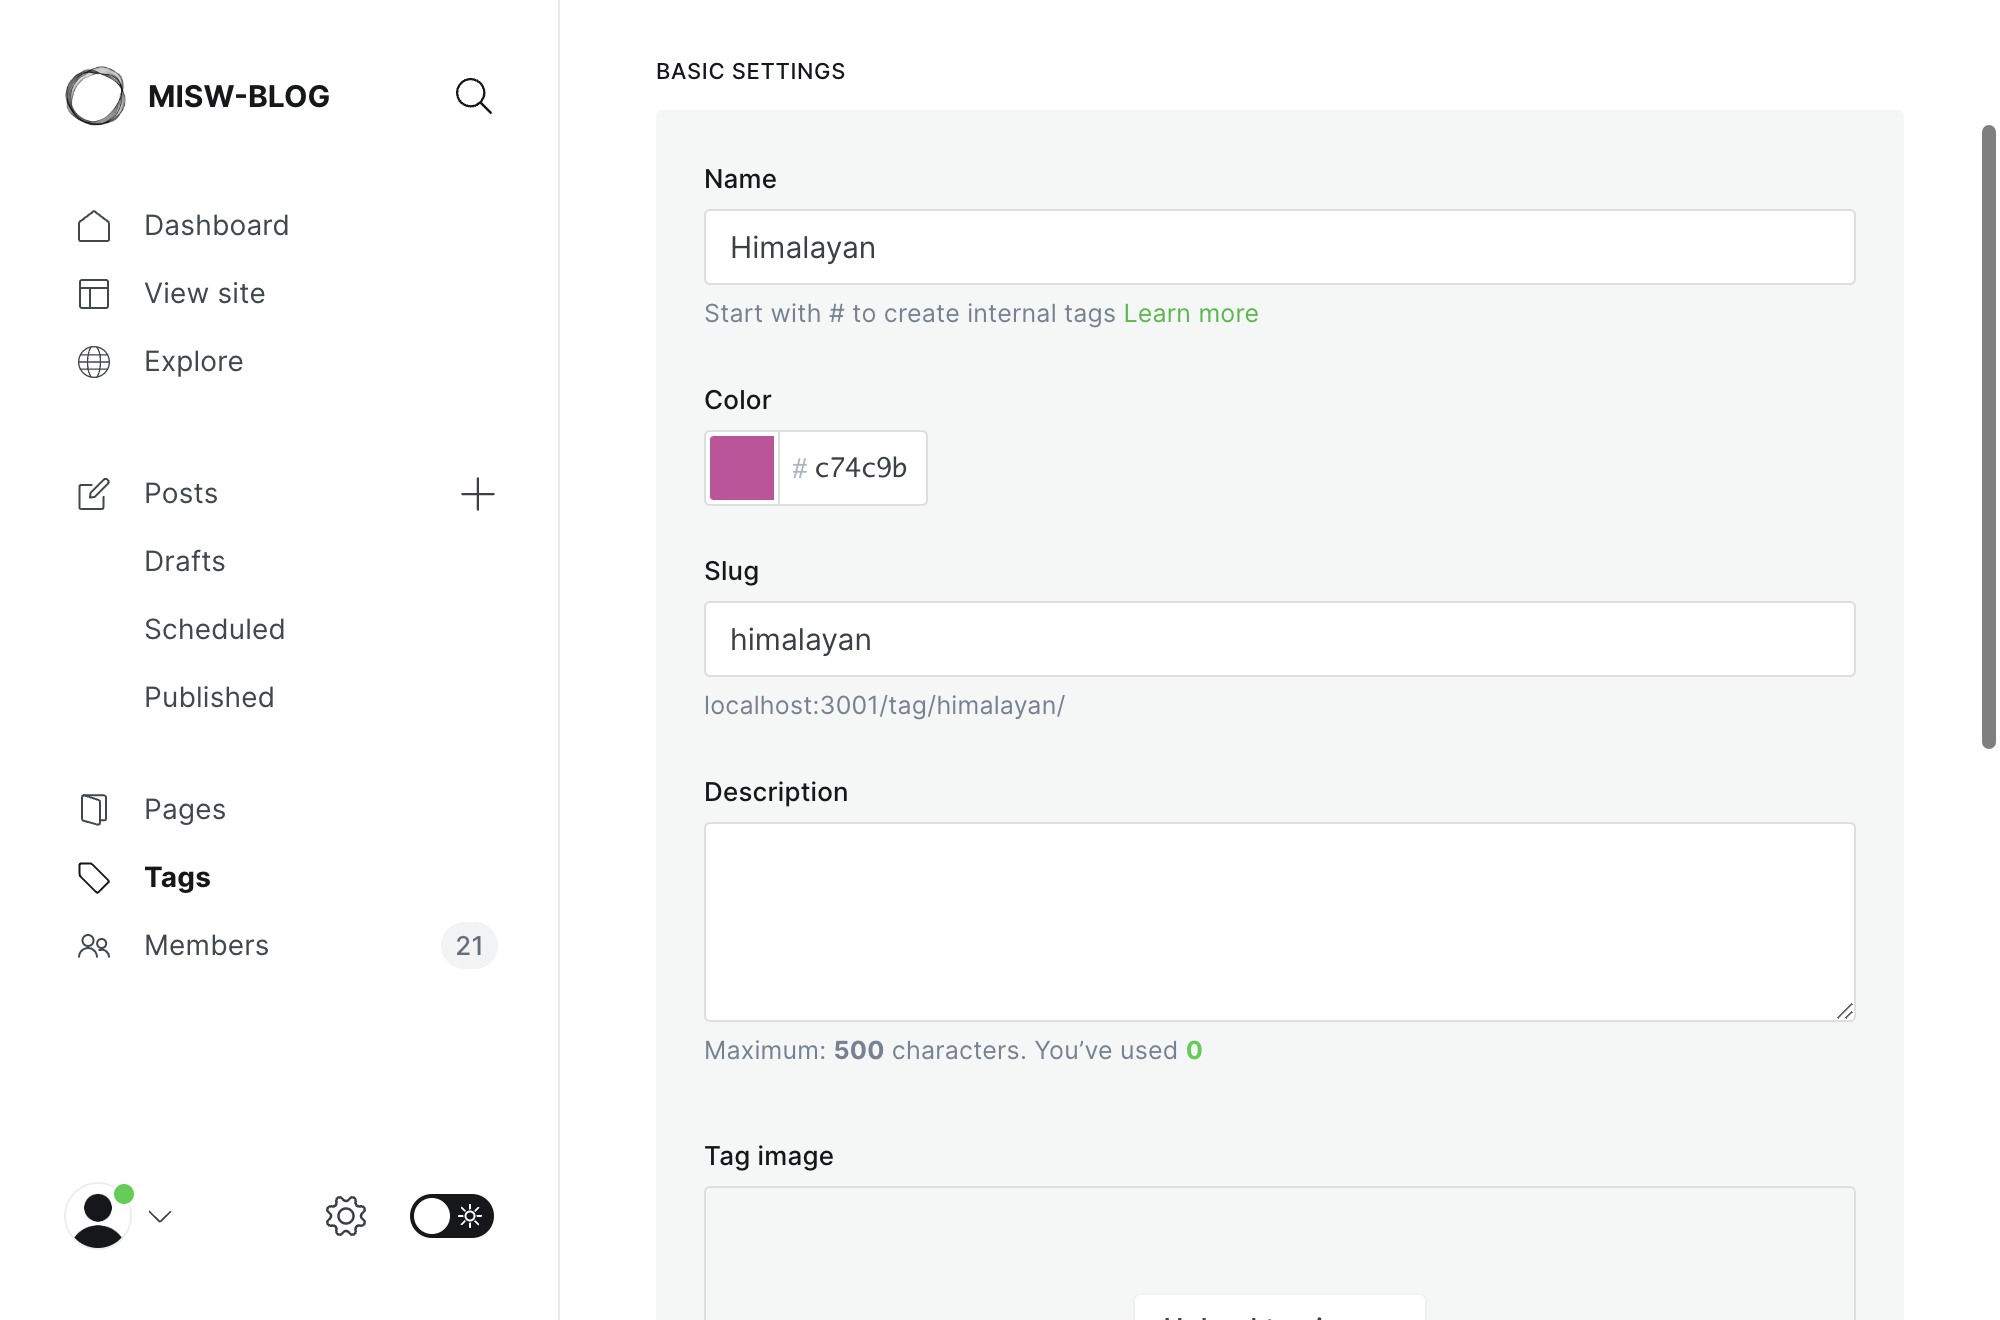 MISW-BLOG
Dashboard
View site
Explore
Posts
Drafts
Scheduled
Published
Pages
Tags
Members
21
BASIC SETTINGS
Name
Himalayan
Start with # to create internal tags Learn more
Color
# c74c9b
Slug
himalayan
localhost:3001/tag/himalayan/
Description
Maximum: 500 characters. You’ve used 0
Tag image